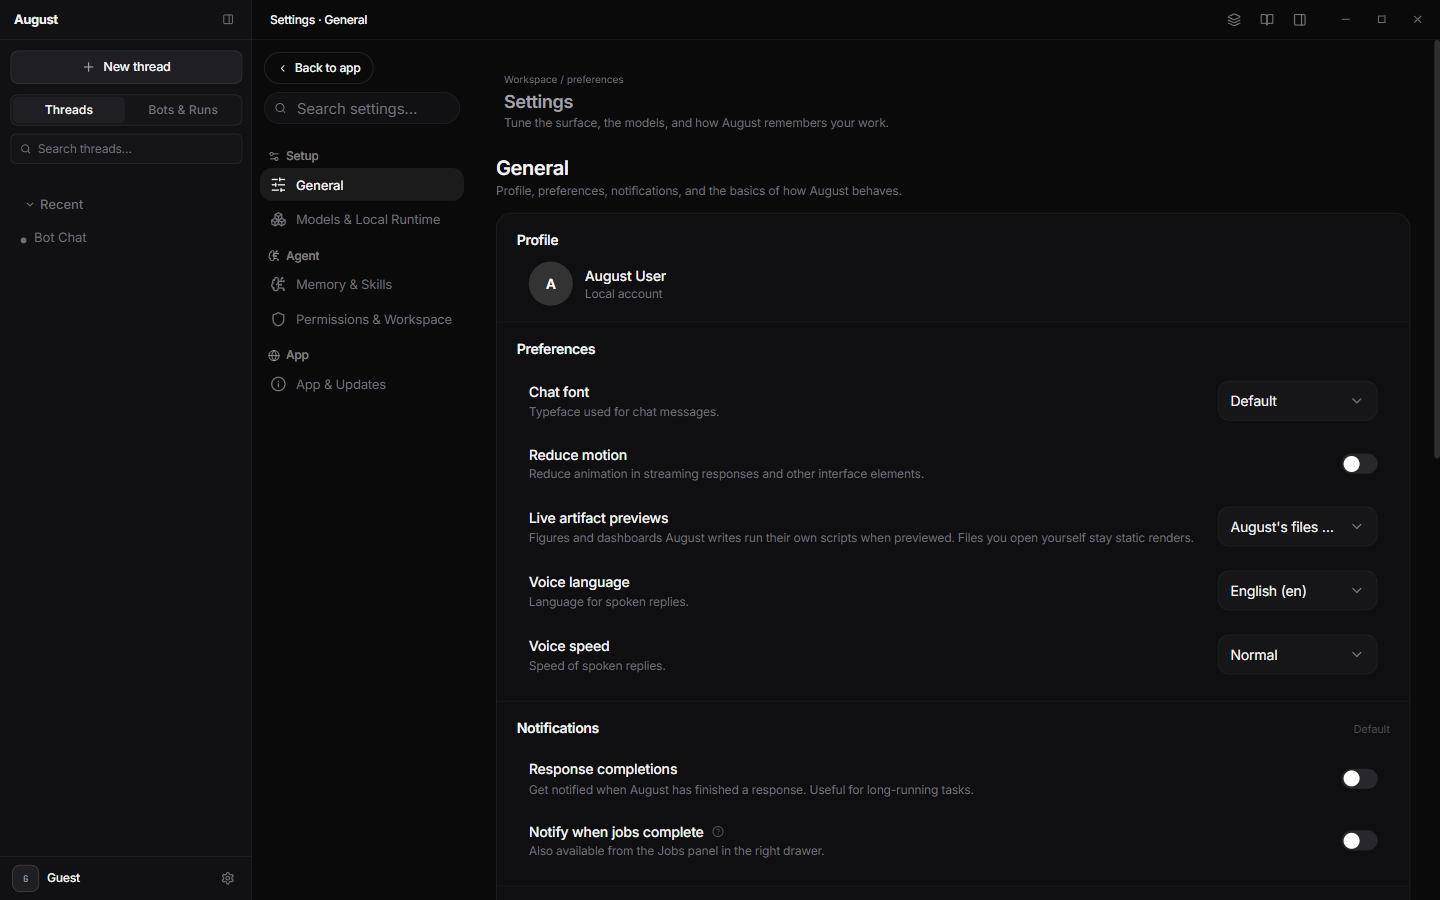 August
New thread
Threads
Bots & Runs
Search threads...
Recent
Bot Chat
G
Guest
Settings · General
Back to app
Search settings...
Setup
General
Models & Local Runtime
Agent
Memory & Skills
Permissions & Workspace
App
App & Updates
Workspace / preferences
Settings
Tune the surface, the models, and how August remembers your work.
General
Profile, preferences, notifications, and the basics of how August behaves.
Profile
A
August User
Local account
Preferences
Chat font
Typeface used for chat messages.
Default
Reduce motion
Reduce animation in streaming responses and other interface elements.
Live artifact previews
Figures and dashboards August writes run their own scripts when previewed. Files you open yourself stay static renders.
August's files ...
Voice language
Language for spoken replies.
English (en)
Voice speed
Speed of spoken replies.
Normal
Notifications
Default
Response completions
Get notified when August has finished a response. Useful for long-running tasks.
Notify when jobs complete
Also available from the Jobs panel in the right drawer.